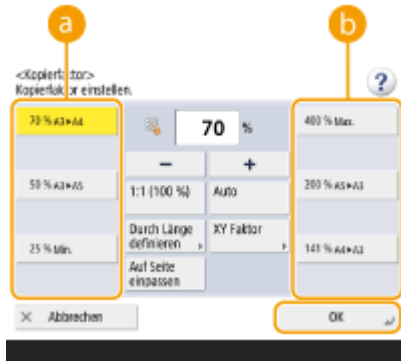 a
b
<Kopierfaktor>
Kopierfaktor einstellen.
?
70 % A3▸A4
70 %
400 % Max.
−
+
50 % A3▸A5
1:1 (100 %)
Auto
200 % A5▸A3
25 % Min.
Durch Länge
definieren
XY Faktor
141 % A4▸A3
Auf Seite
einpassen
× Abbrechen
OK